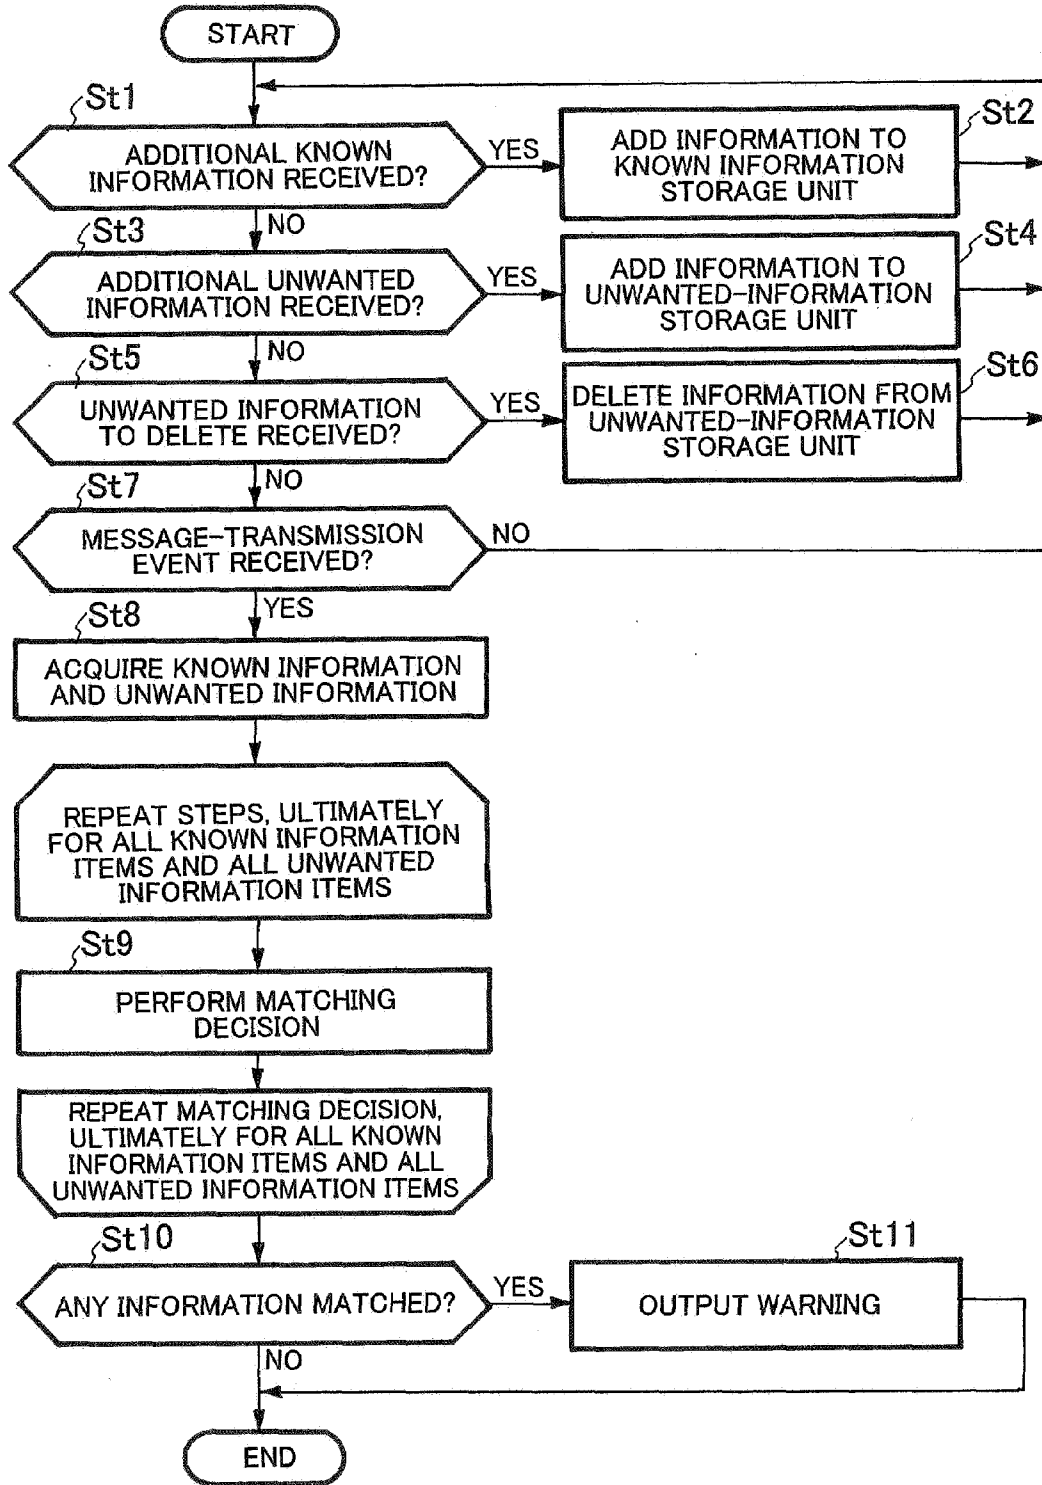 START
St1
ADDITIONAL KNOWN
INFORMATION RECEIVED?
YES
St2
ADD INFORMATION TO
KNOWN INFORMATION
STORAGE UNIT
NO
St3
ADDITIONAL UNWANTED
INFORMATION RECEIVED?
YES
St4
ADD INFORMATION TO
UNWANTED-INFORMATION
STORAGE UNIT
NO
St5
UNWANTED INFORMATION
TO DELETE RECEIVED?
YES
St6
DELETE INFORMATION FROM
UNWANTED-INFORMATION
STORAGE UNIT
NO
St7
MESSAGE-TRANSMISSION
EVENT RECEIVED?
NO
YES
St8
ACQUIRE KNOWN INFORMATION
AND UNWANTED INFORMATION
REPEAT STEPS, ULTIMATELY
FOR ALL KNOWN INFORMATION
ITEMS AND ALL UNWANTED
INFORMATION ITEMS
St9
PERFORM MATCHING
DECISION
REPEAT MATCHING DECISION,
ULTIMATELY FOR ALL KNOWN
INFORMATION ITEMS AND ALL
UNWANTED INFORMATION ITEMS
St10
ANY INFORMATION MATCHED?
YES
St11
OUTPUT WARNING
NO
END